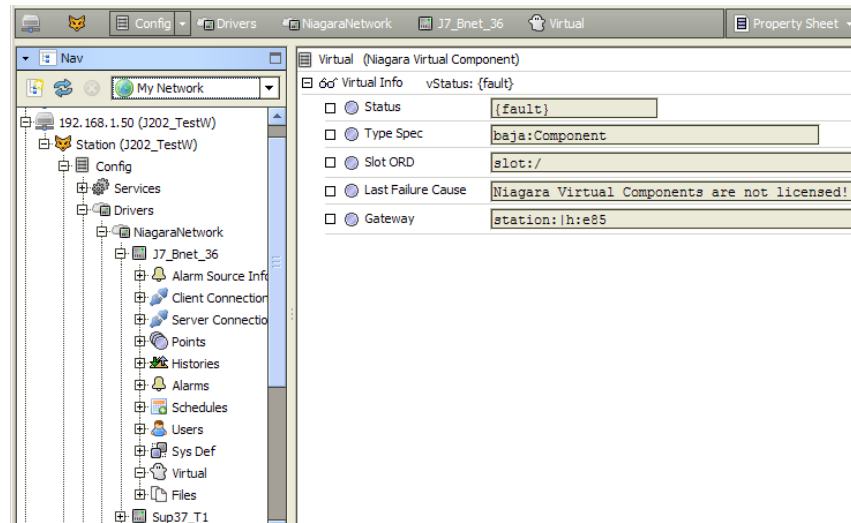 Config
Drivers
NiagaraNetwork
J7_Bnet_36
Virtual
Property Sheet
Nav
My Network
192.168.1.50 (J202_TestW)
Station (J202_TestW)
Config
Services
Drivers
NiagaraNetwork
J7_Bnet_36
Alarm Source Info
Client Connection
Server Connectio
Points
Histories
Alarms
Schedules
Users
Sys Def
Virtual
Files
Sup37_T1
Virtual (Niagara Virtual Component)
Virtual Info vStatus: {fault}
Status {fault}
Type Spec baja:Component
Slot ORD slot:/
Last Failure Cause Niagara Virtual Components are not licensed!
Gateway station:|h:e85